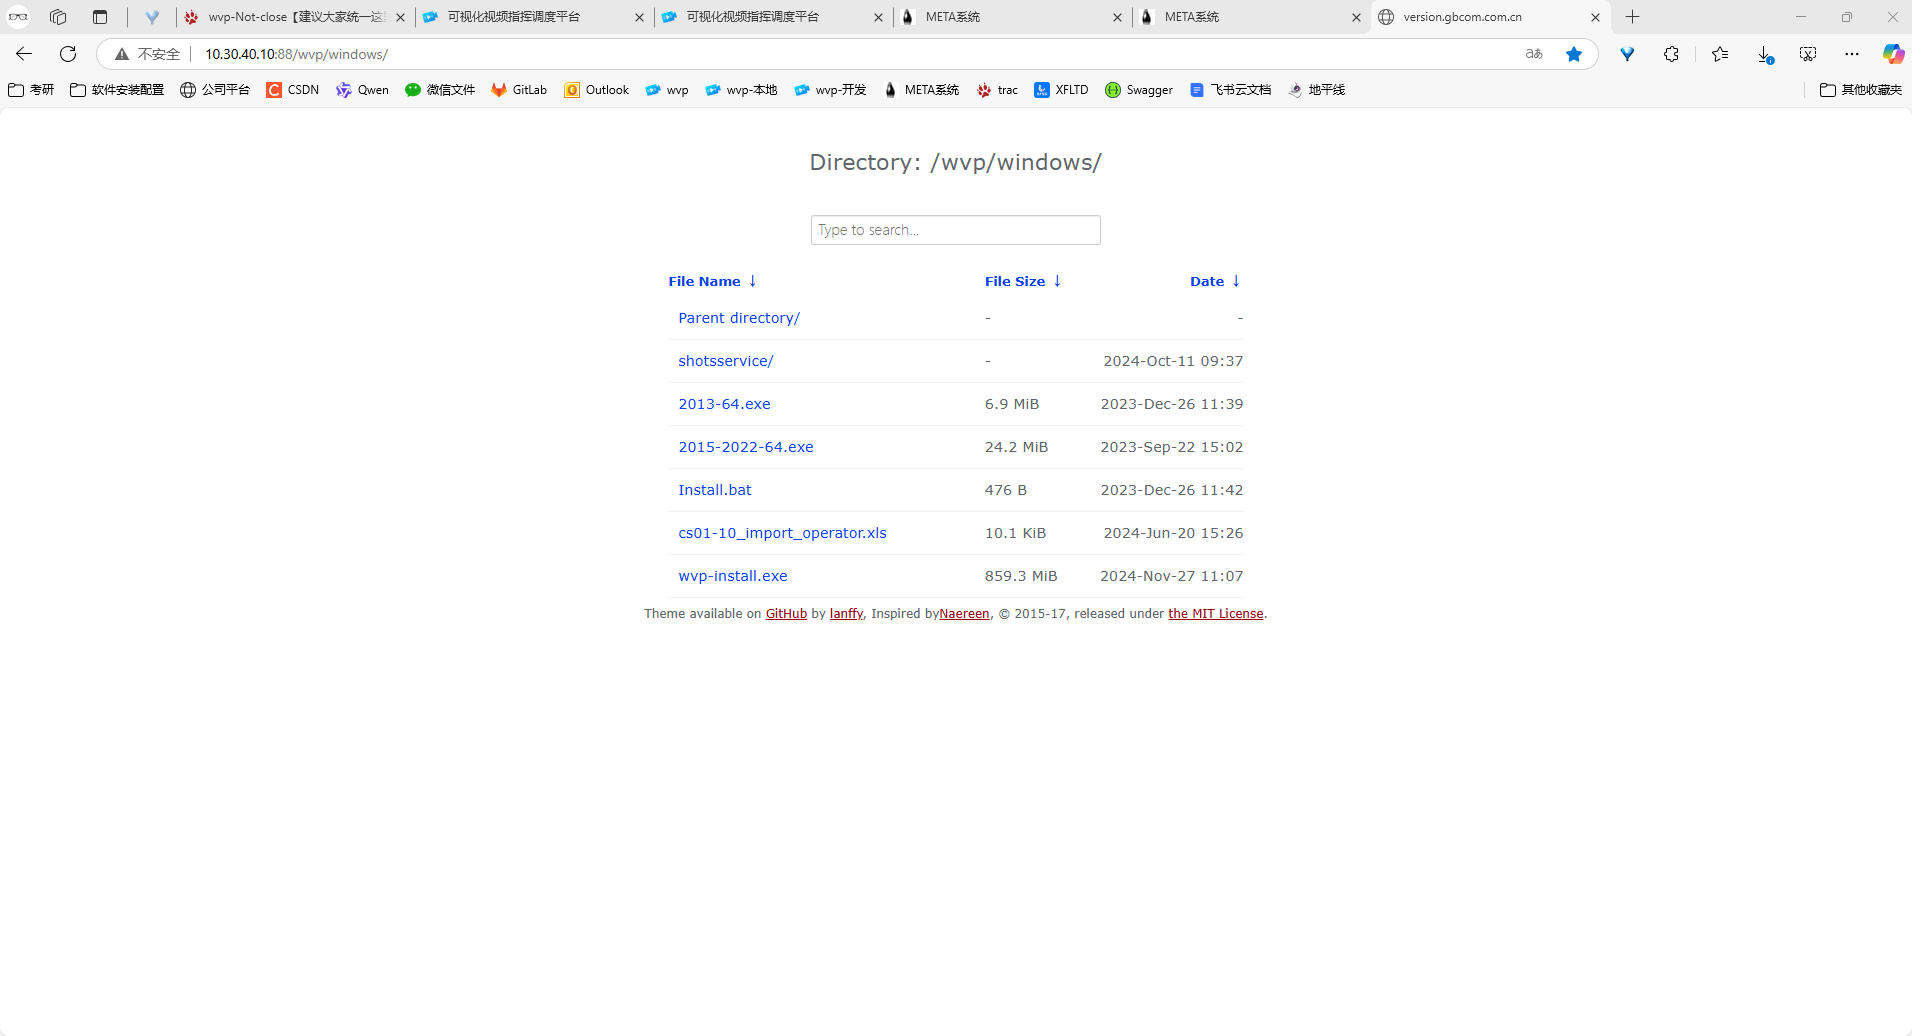 wvp-Not-close【建议大家统一这
可视化视频指挥调度平台
可视化视频指挥调度平台
META系统
META系统
version.gbcom.com.cn
不安全
10.30.40.10:88/wvp/windows/
aあ
考研
软件安装配置
公司平台
C CSDN
Qwen
微信文件
GitLab
Outlook
wvp
wvp-本地
wvp-开发
META系统
trac
XFLTD
Swagger
飞书云文档
地平线
其他收藏夹
Directory: /wvp/windows/
Type to search...
File Name ↓ File Size ↓ Date ↓
Parent directory/ - -
shotsservice/ - 2024-Oct-11 09:37
2013-64.exe 6.9 MiB 2023-Dec-26 11:39
2015-2022-64.exe 24.2 MiB 2023-Sep-22 15:02
Install.bat 476 B 2023-Dec-26 11:42
cs01-10_import_operator.xls 10.1 KiB 2024-Jun-20 15:26
wvp-install.exe 859.3 MiB 2024-Nov-27 11:07
Theme available on GitHub by lanffy, Inspired byNaereen, © 2015-17, released under the MIT License.